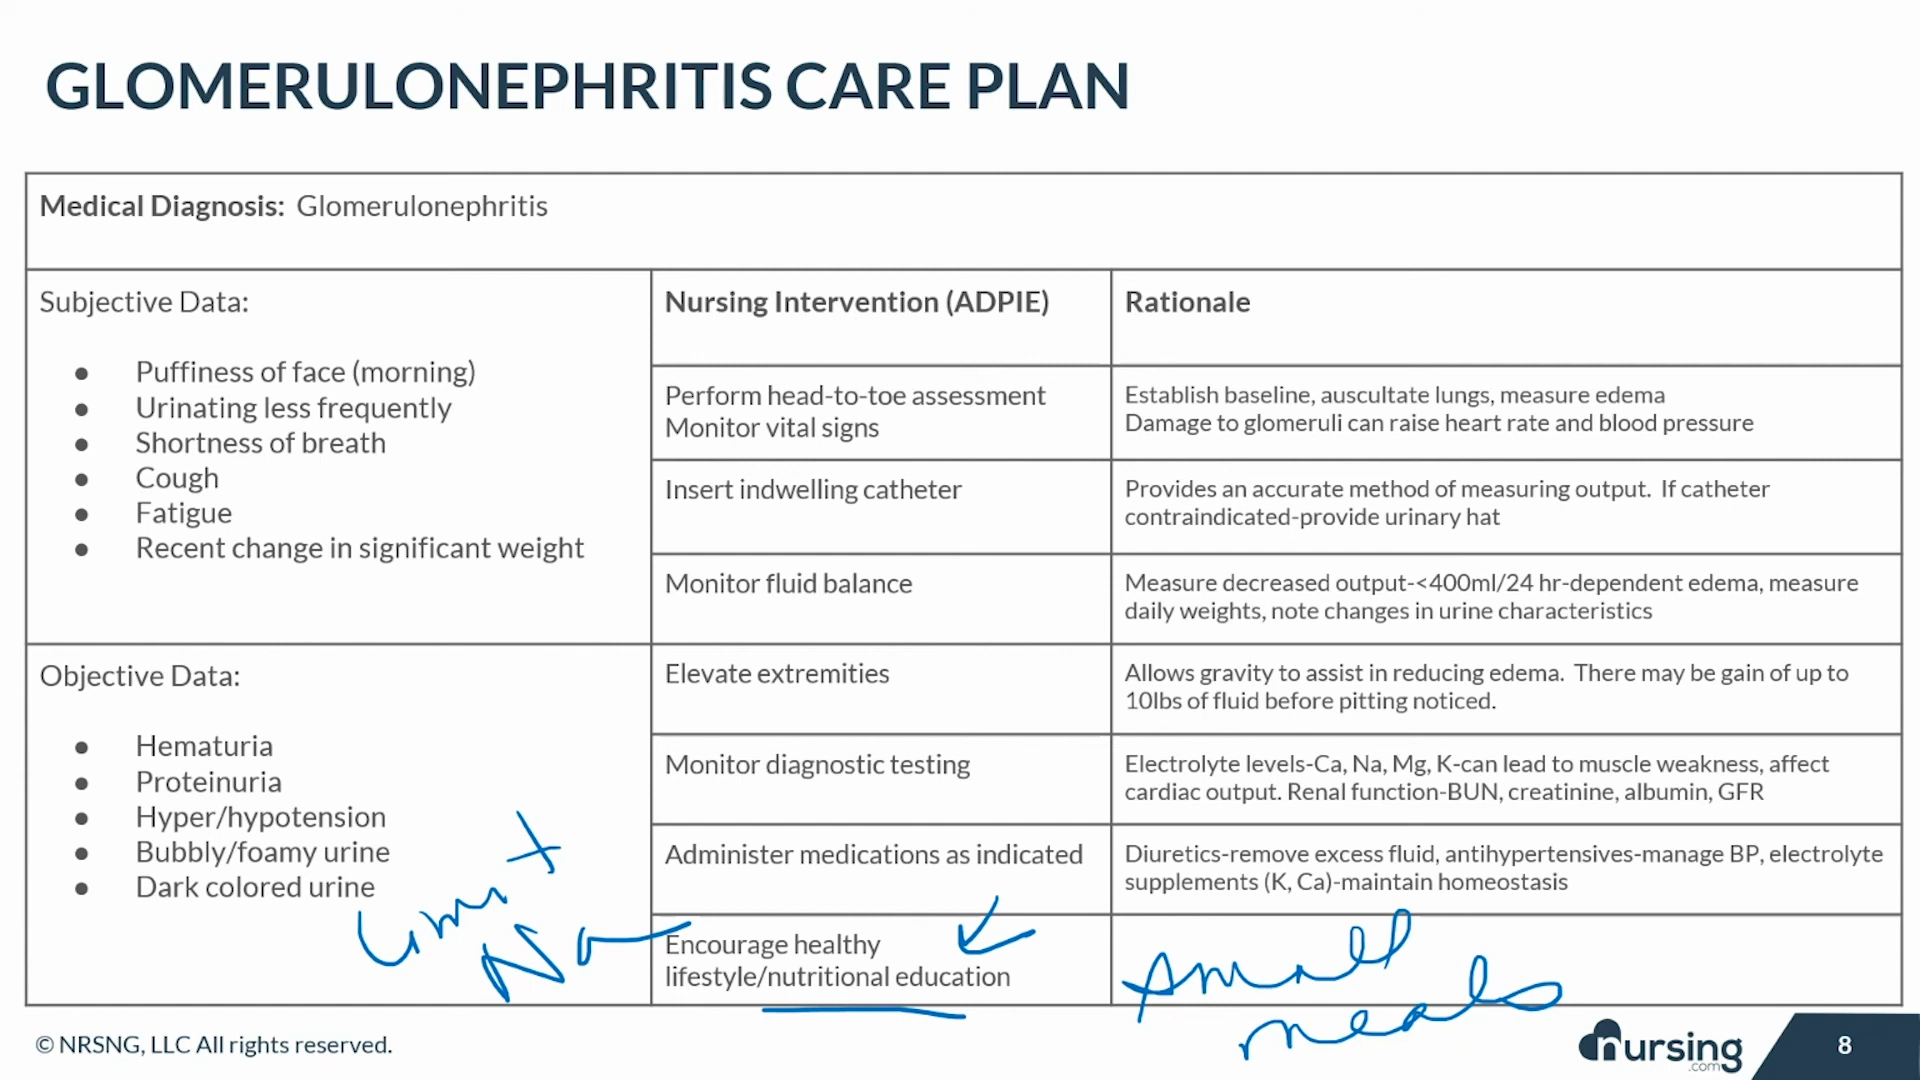 GLOMERULONEPHRITIS CARE PLAN
Medical Diagnosis: Glomerulonephritis
Subjective Data:
Puffiness of face (morning)
Urinating less frequently
Shortness of breath
Cough
Fatigue
Recent change in significant weight
Objective Data:
Hematuria
Proteinuria
Hyper/hypotension
Bubbly/foamy urine
Dark colored urine
Limit
Na
Nursing Intervention (ADPIE)
Rationale
Perform head-to-toe assessment
Monitor vital signs
Establish baseline, auscultate lungs, measure edema
Damage to glomeruli can raise heart rate and blood pressure
Insert indwelling catheter
Provides an accurate method of measuring output.  If catheter
contraindicated-provide urinary hat
Monitor fluid balance
Measure decreased output-<400ml/24 hr-dependent edema, measure
daily weights, note changes in urine characteristics
Elevate extremities
Allows gravity to assist in reducing edema.  There may be gain of up to
10lbs of fluid before pitting noticed.
Monitor diagnostic testing
Electrolyte levels-Ca, Na, Mg, K-can lead to muscle weakness, affect
cardiac output. Renal function-BUN, creatinine, albumin, GFR
Administer medications as indicated
Diuretics-remove excess fluid, antihypertensives-manage BP, electrolyte
supplements (K, Ca)-maintain homeostasis
Encourage healthy
lifestyle/nutritional education
Small
meals
© NRSNG, LLC All rights reserved.
nursing
.com
8